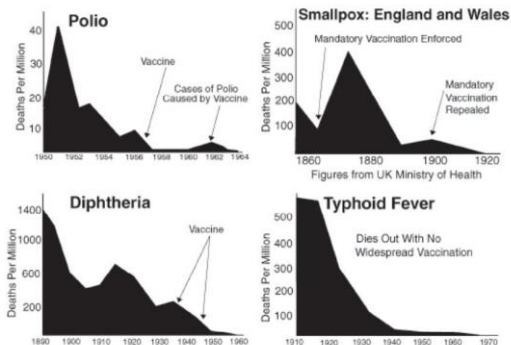 Polio
Deaths Per Million
40
30
20
10
Vaccine
Cases of Polio
Caused by Vaccine
1950 1952 1954 1956 1958 1960 1962 1964
Smallpox: England and Wales
Deaths Per Million
500
400
300
200
100
Mandatory Vaccination Enforced
Mandatory
Vaccination
Repealed
1860 1880 1900 1920
Figures from UK Ministry of Health
Diphtheria
Deaths Per Million
1400
1000
600
200
Vaccine
1890 1900 1910 1920 1930 1940 1950 1960
Typhoid Fever
Deaths Per Million
500
400
300
200
100
Dies Out With No
Widespread Vaccination
1910 1920 1930 1940 1950 1960 1970